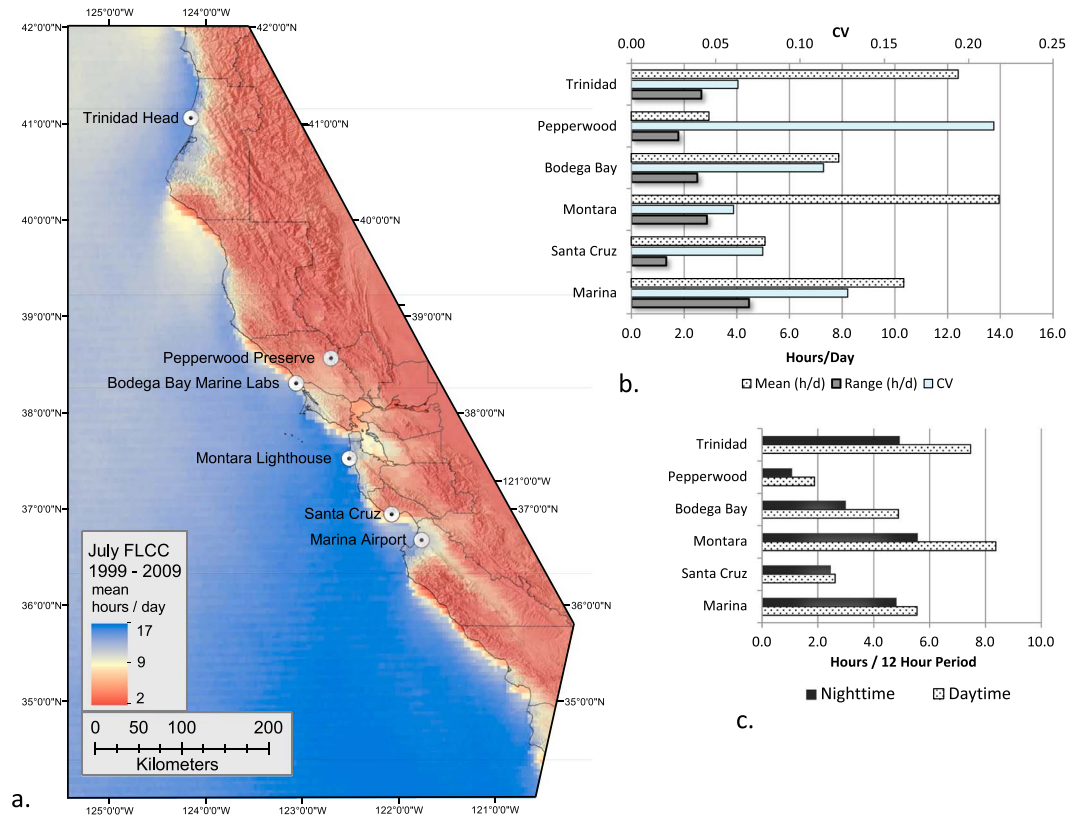 125°0'0"W 124°0'0"W
42°0'0"N
42°0'0"N
Trinidad Head
41°0'0"N
41°0'0"N
40°0'0"N
40°0'0"N
39°0'0"N
39°0'0"N
Pepperwood Preserve
Bodega Bay Marine Labs
38°0'0"N
38°0'0"N
Montara Lighthouse
121°0'0"W
37°0'0"N
37°0'0"N
Santa Cruz
Marina Airport
36°0'0"N
36°0'0"N
35°0'0"N
35°0'0"N
July FLCC
1999 - 2009
mean
hours / day
17
9
2
0 50 100 200
Kilometers
125°0'0"W 124°0'0"W 123°0'0"W 122°0'0"W 121°0'0"W
a.
CV
0.00 0.05 0.10 0.15 0.20 0.25
Trinidad
Pepperwood
Bodega Bay
Montara
Santa Cruz
Marina
0.0 2.0 4.0 6.0 8.0 10.0 12.0 14.0 16.0
Hours/Day
b.
Mean (h/d) Range (h/d) CV
Trinidad
Pepperwood
Bodega Bay
Montara
Santa Cruz
Marina
0.0 2.0 4.0 6.0 8.0 10.0
Hours / 12 Hour Period
Nighttime Daytime
c.